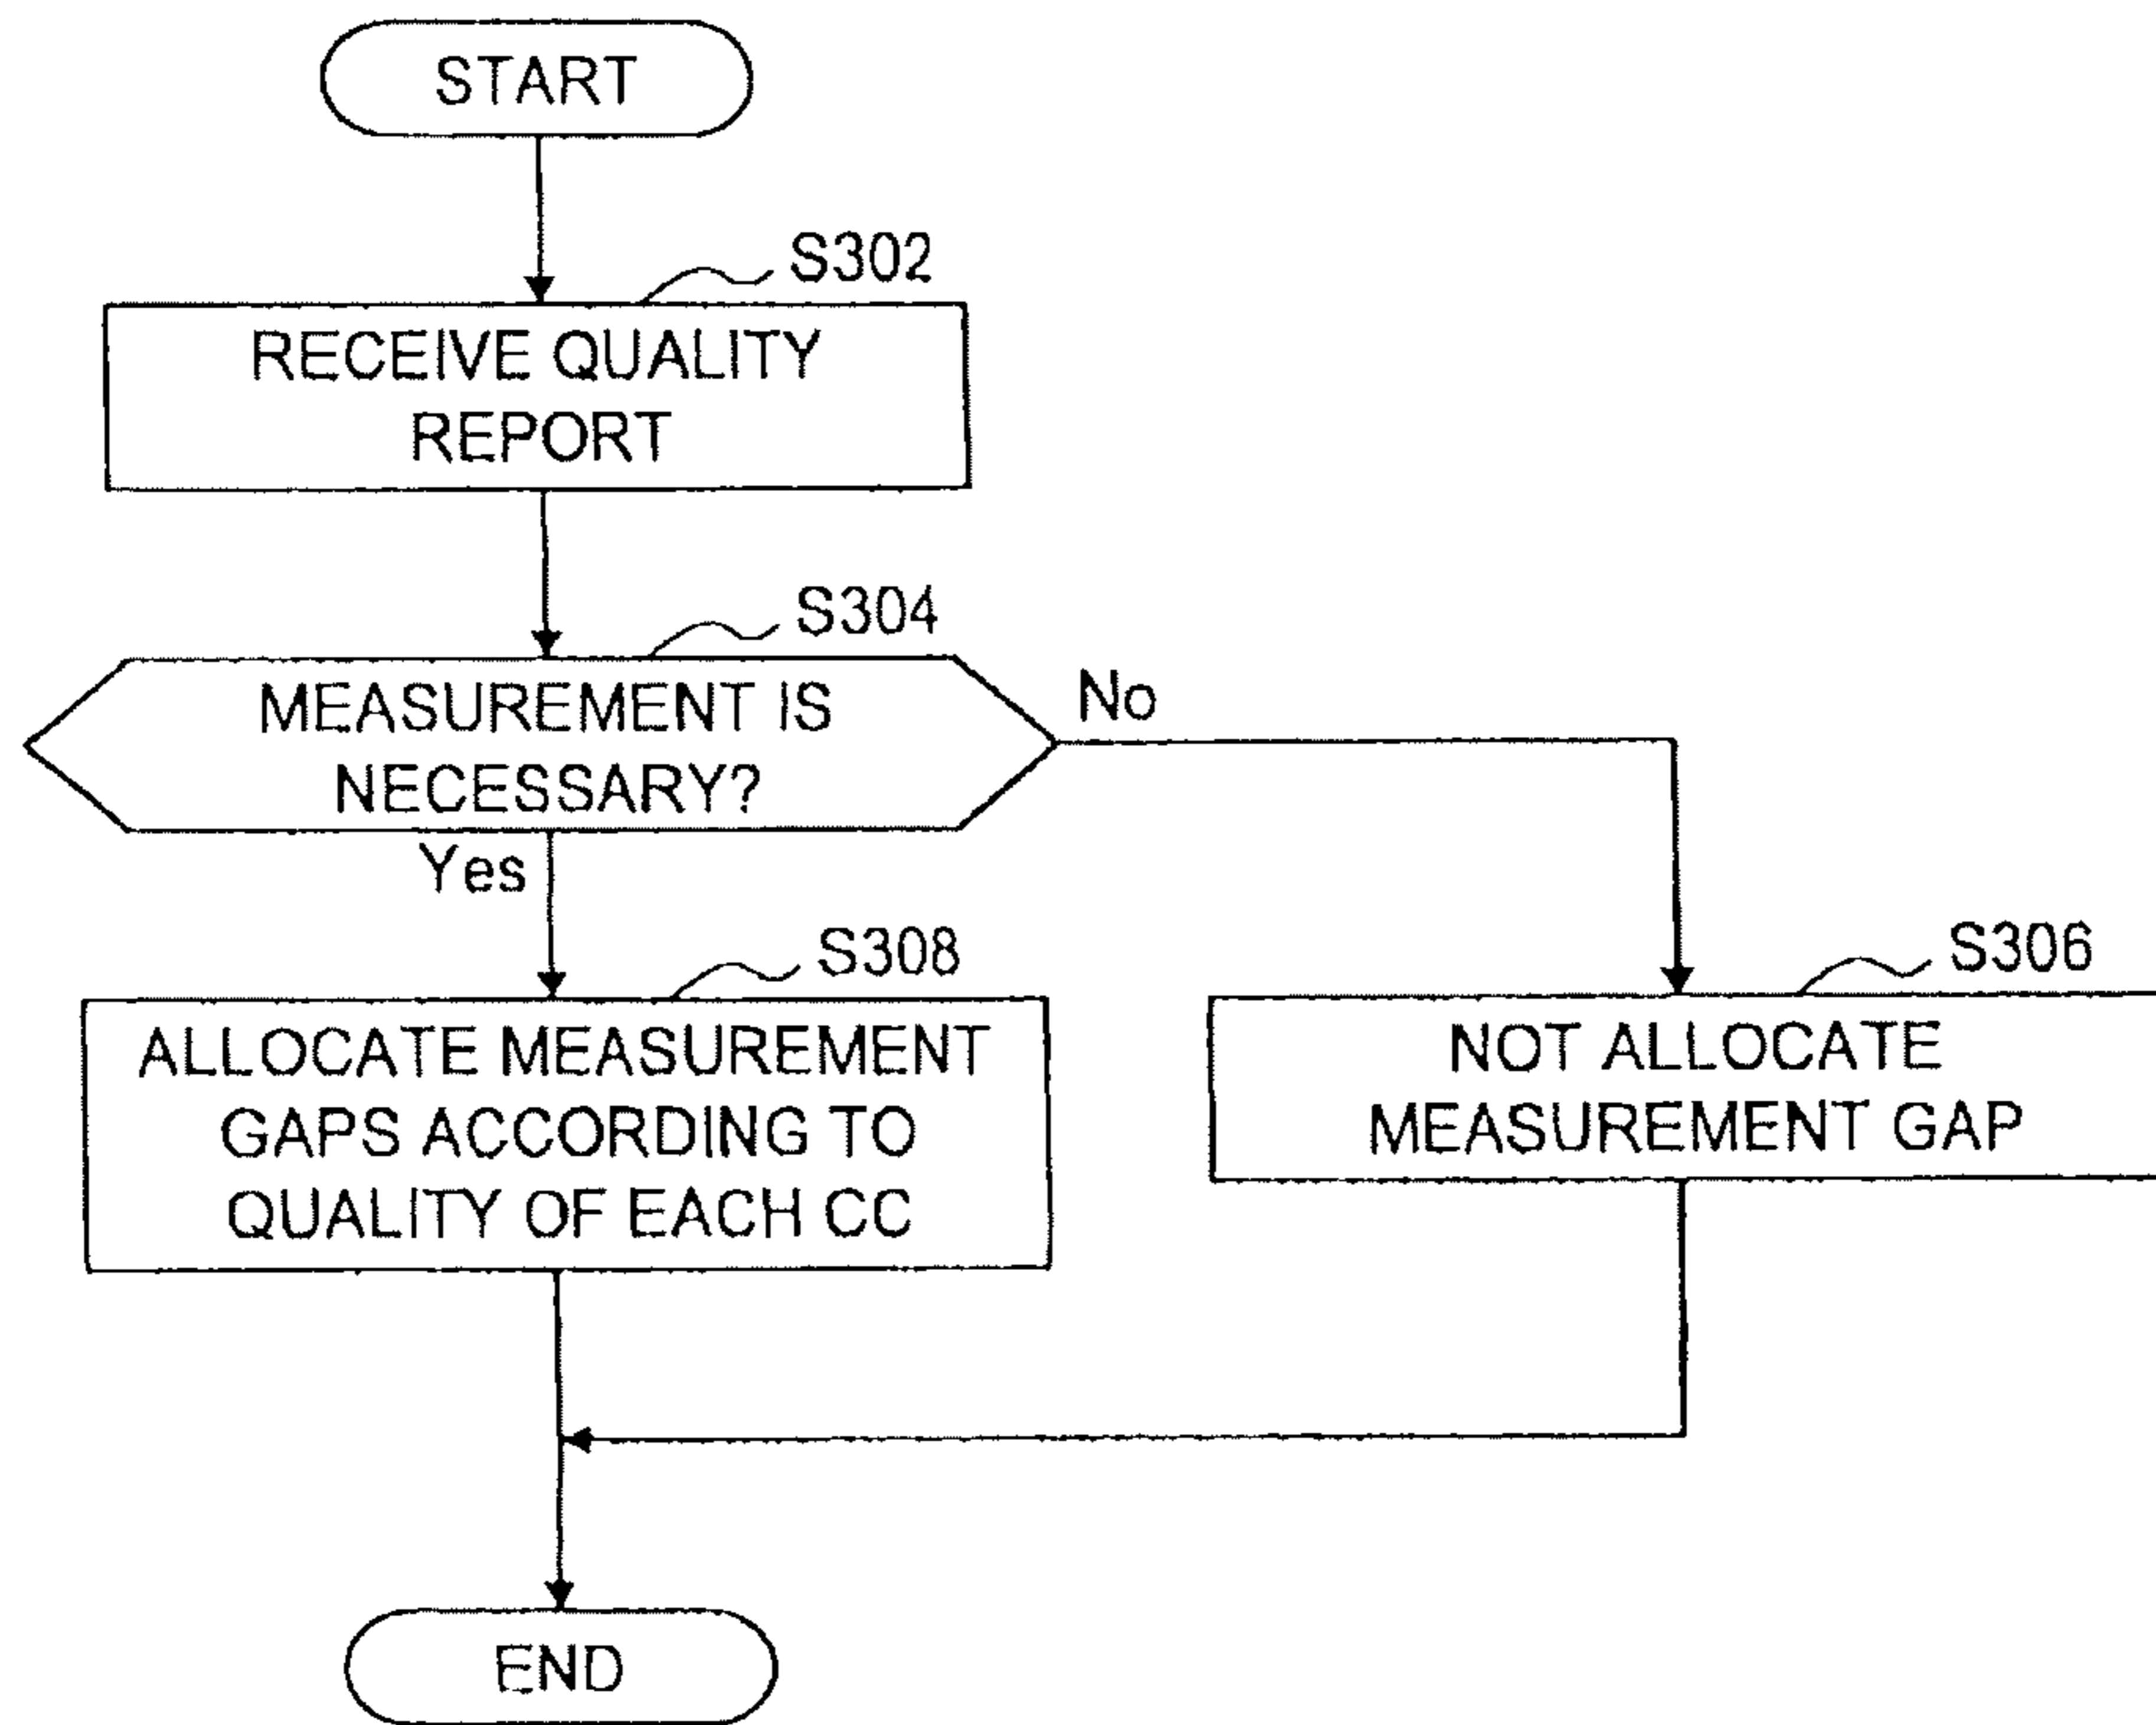 START
S302
RECEIVE QUALITY
REPORT
S304
MEASUREMENT IS
NECESSARY?
No
Yes
S308
ALLOCATE MEASUREMENT
GAPS ACCORDING TO
QUALITY OF EACH CC
S306
NOT ALLOCATE
MEASUREMENT GAP
END